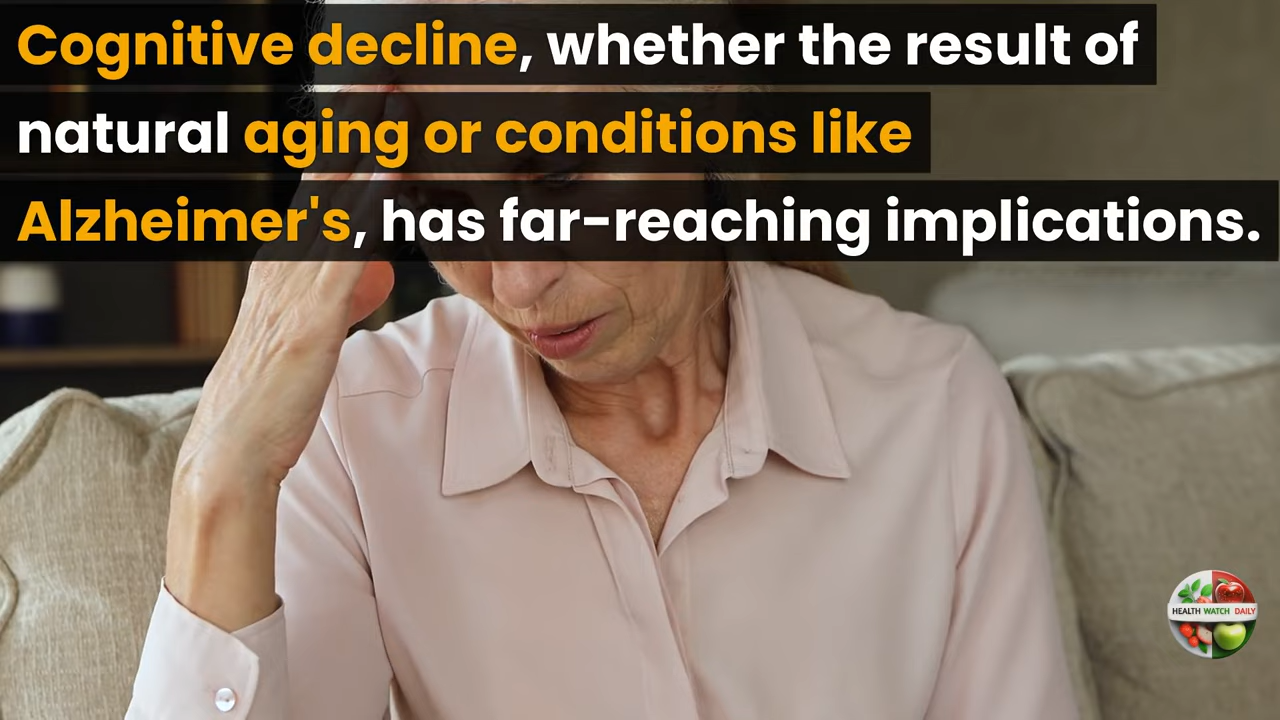 Cognitive decline, whether the result of
natural aging or conditions like
Alzheimer's, has far-reaching implications.
HEALTH WATCH DAILY